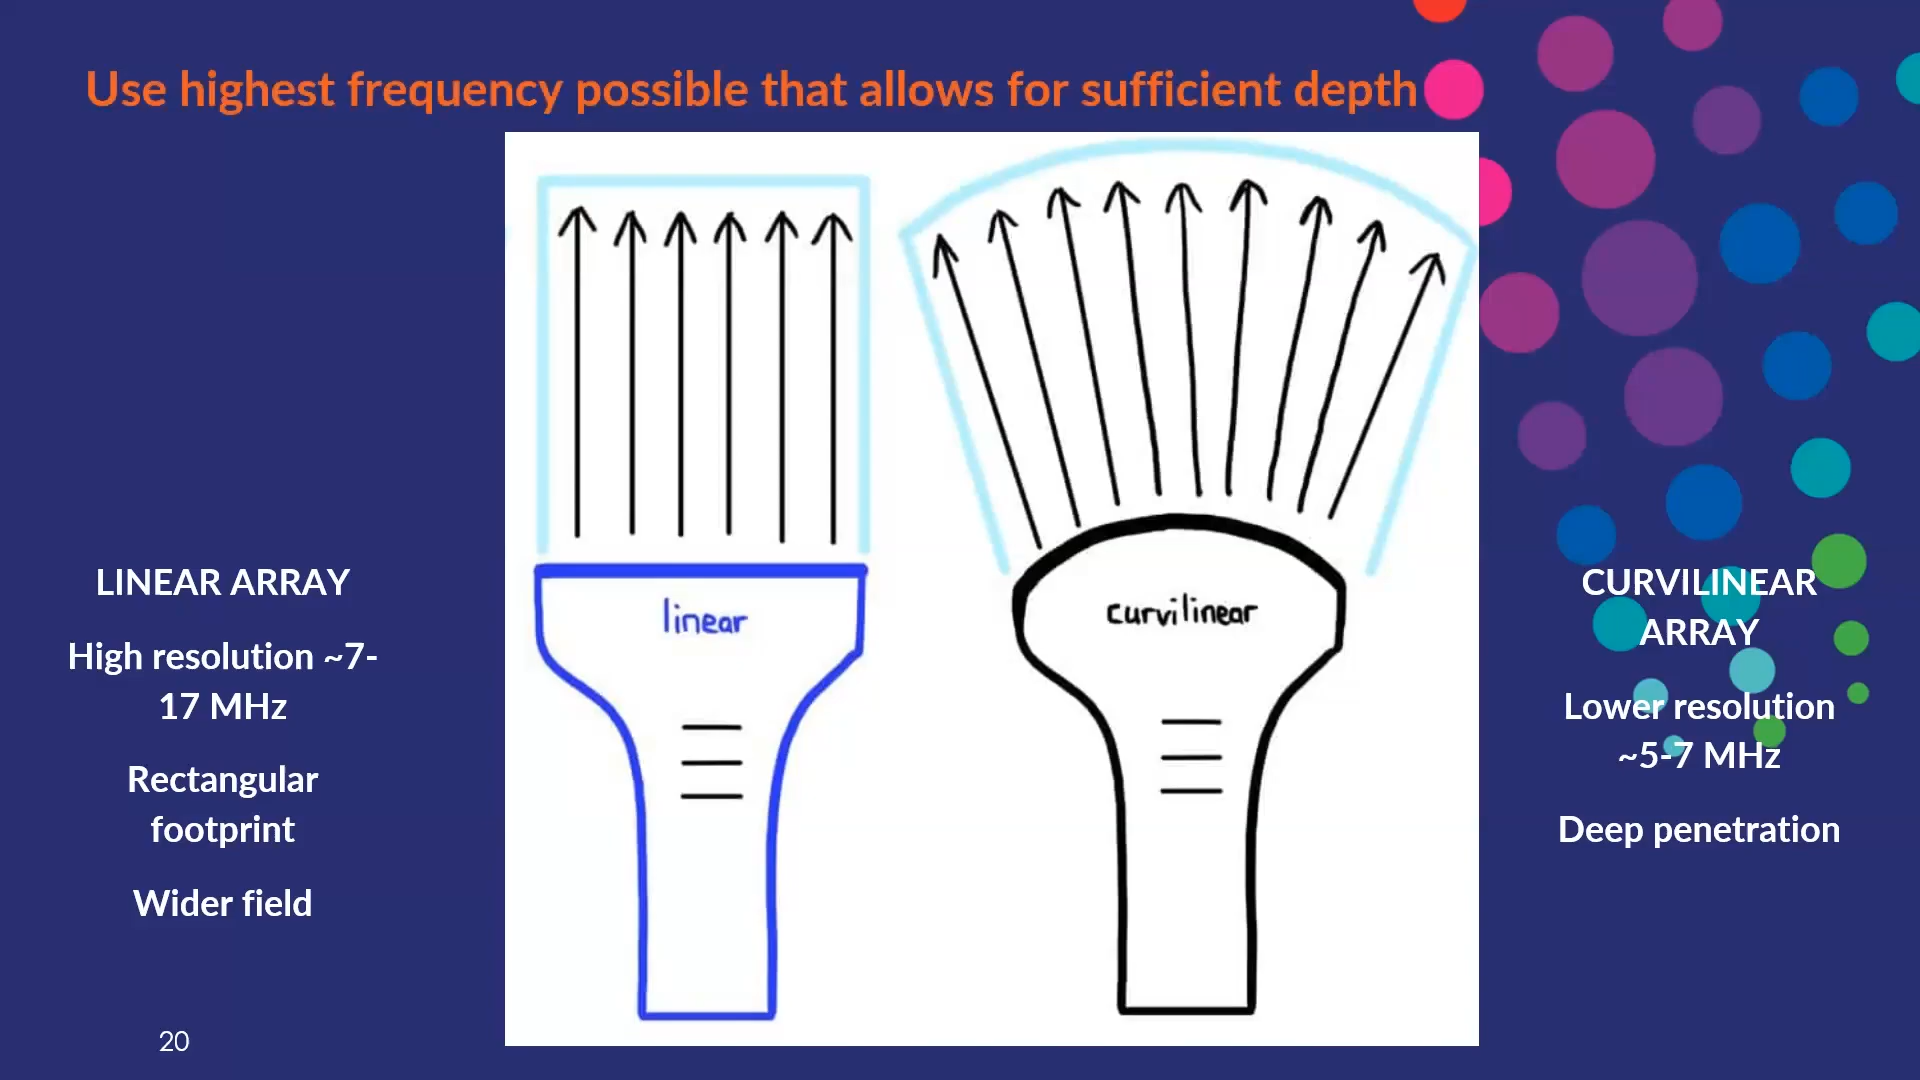 Use highest frequency possible that allows for sufficient depth
LINEAR ARRAY
High resolution ~7-
17 MHz
Rectangular
footprint
Wider field
linear
curvilinear
CURVILINEAR
ARRAY
Lower resolution
~5-7 MHz
Deep penetration
20